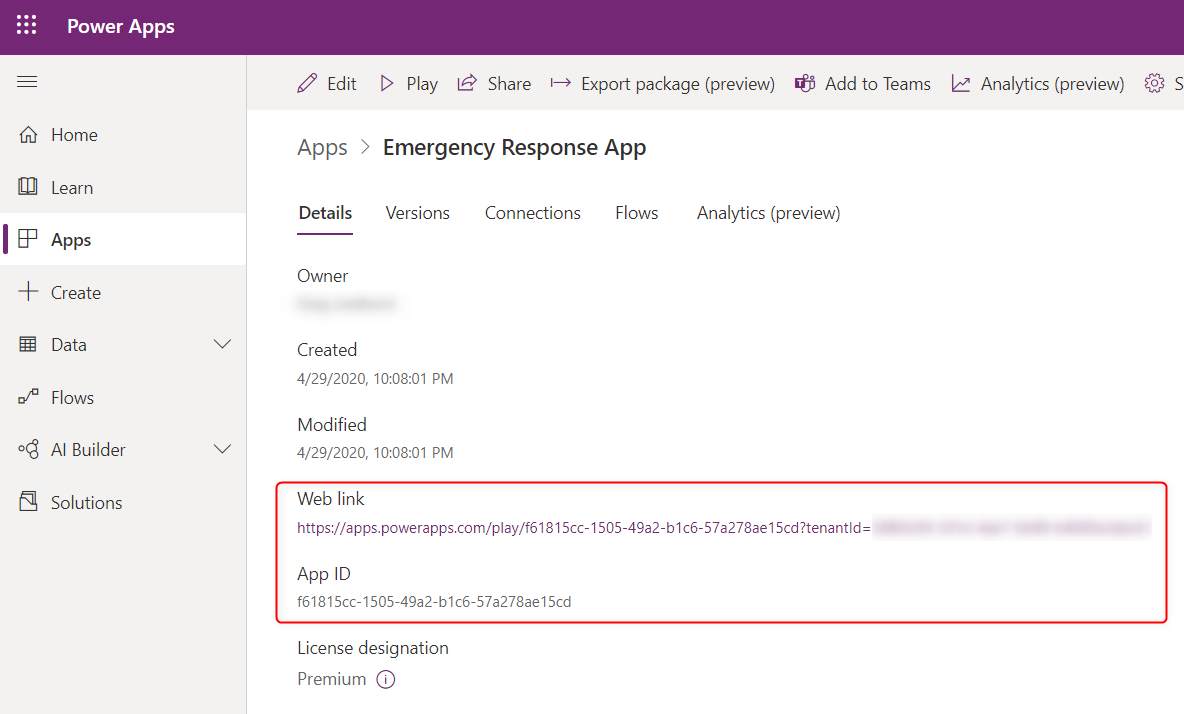 Power Apps
Edit
Play
Share
Export package (preview)
Add to Teams
Analytics (preview)
S
Home
Learn
Apps
Create
Data
Flows
AI Builder
Solutions
Apps > Emergency Response App
Details
Versions
Connections
Flows
Analytics (preview)
Owner
Created
4/29/2020, 10:08:01 PM
Modified
4/29/2020, 10:08:01 PM
Web link
https://apps.powerapps.com/play/f61815cc-1505-49a2-b1c6-57a278ae15cd?tenantId=
App ID
f61815cc-1505-49a2-b1c6-57a278ae15cd
License designation
Premium